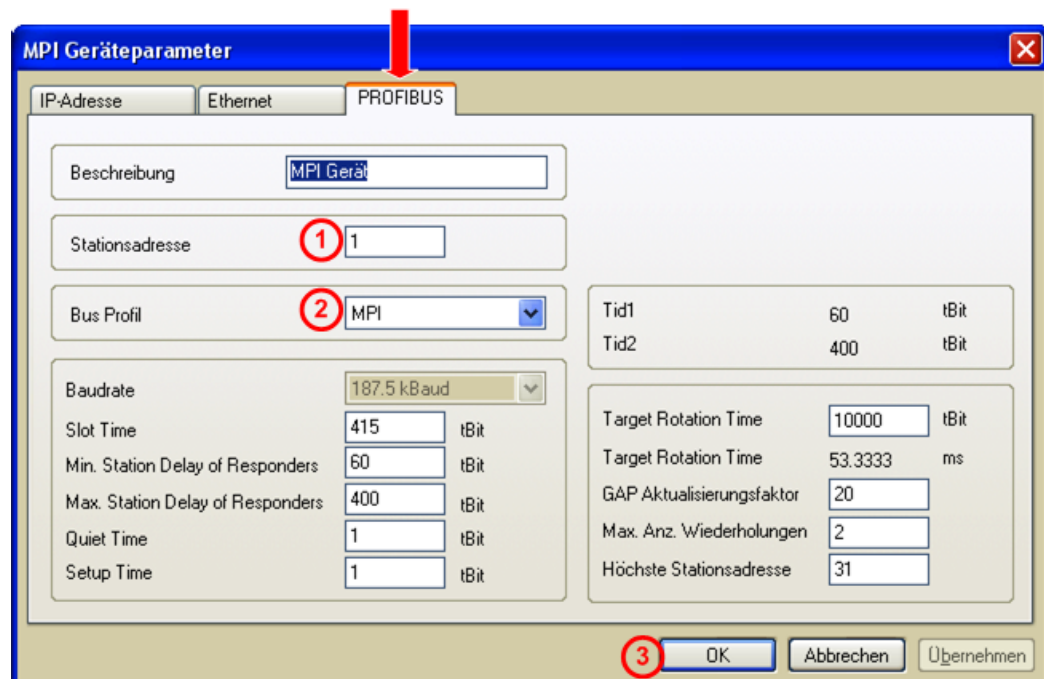 MPI Geräteparameter
IP-Adresse Ethernet PROFIBUS
Beschreibung MPI Gerät
Stationsadresse 1 1
Bus Profil 2 MPI
Baudrate 187.5 kBaud
Slot Time 415 tBit
Min. Station Delay of Responders 60 tBit
Max. Station Delay of Responders 400 tBit
Quiet Time 1 tBit
Setup Time 1 tBit
Tid1 60 tBit
Tid2 400 tBit
Target Rotation Time 10000 tBit
Target Rotation Time 53.3333 ms
GAP Aktualisierungsfaktor 20
Max. Anz. Wiederholungen 2
Höchste Stationsadresse 31
3 OK Abbrechen Übernehmen